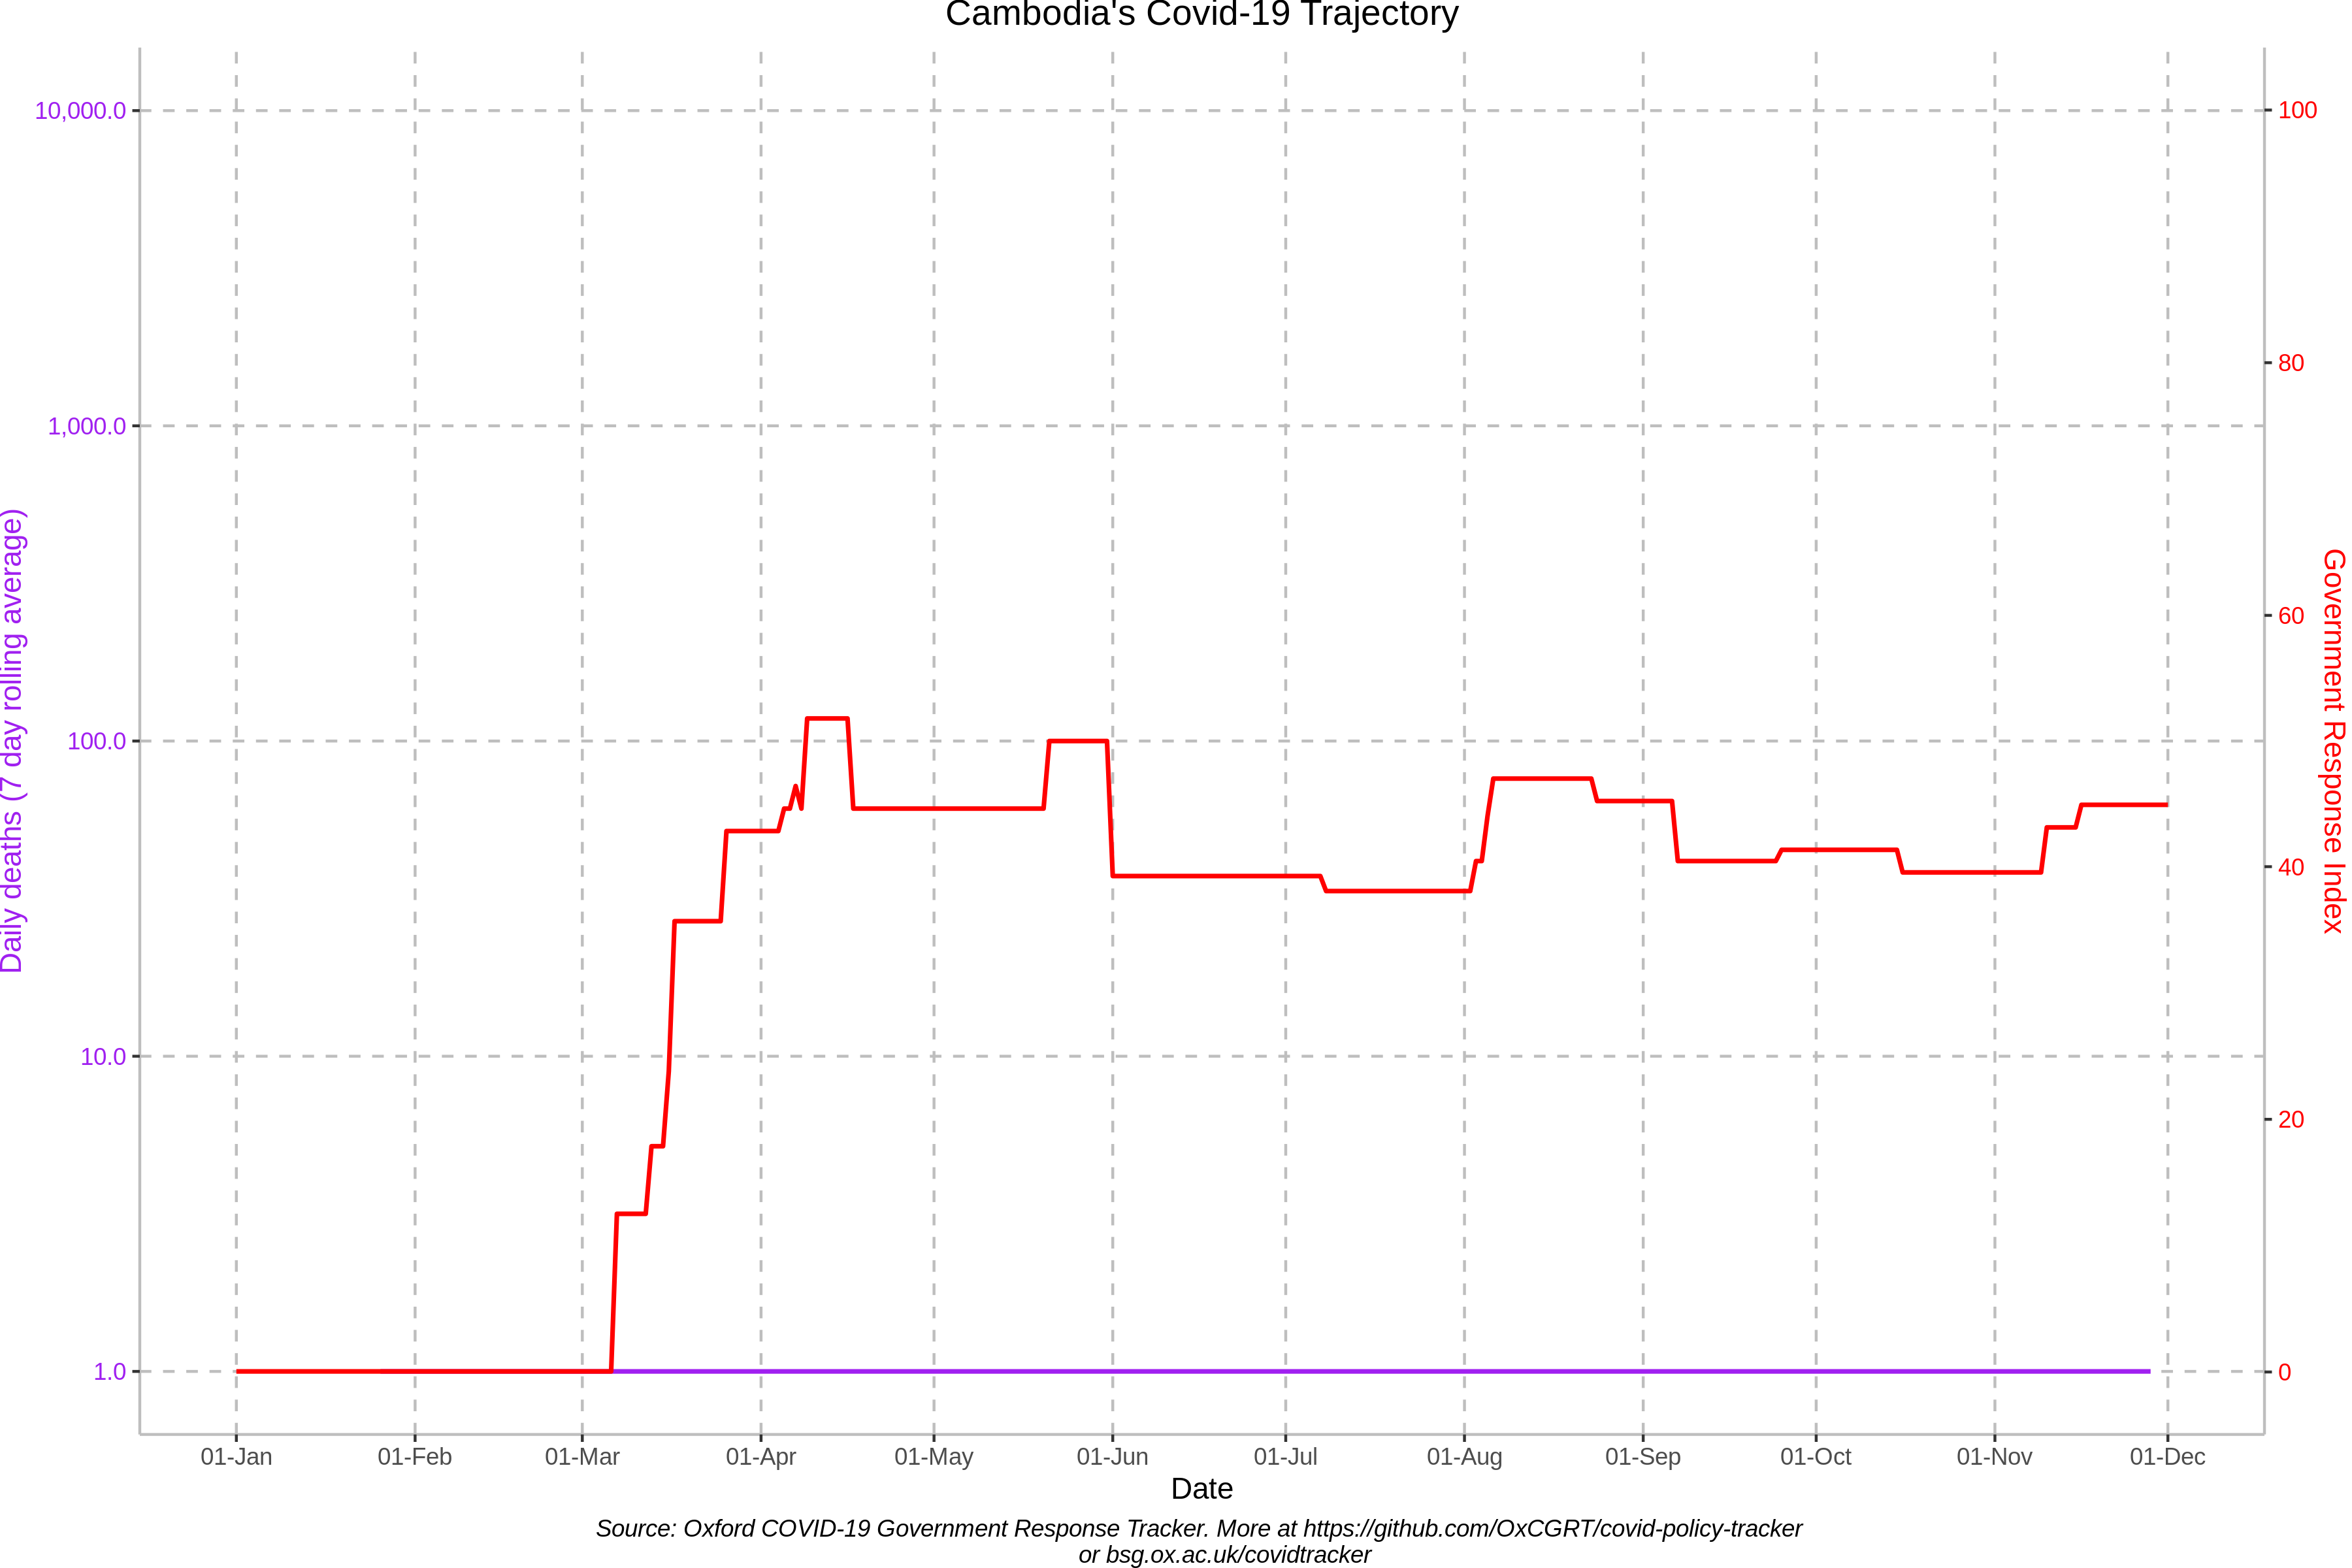 Cambodia's Covid-19 Trajectory
10,000.0
1,000.0
100.0
10.0
1.0
Daily deaths (7 day rolling average)
100
80
60
40
20
0
Government Response Index
01-Jan 01-Feb 01-Mar 01-Apr 01-May 01-Jun 01-Jul 01-Aug 01-Sep 01-Oct 01-Nov 01-Dec
Date
Source: Oxford COVID-19 Government Response Tracker. More at https://github.com/OxCGRT/covid-policy-tracker
or bsg.ox.ac.uk/covidtracker